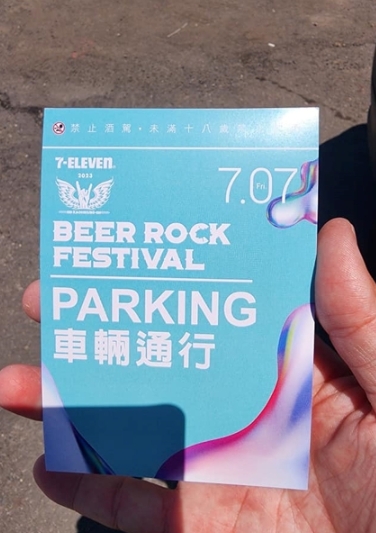 禁止酒駕・未滿十八歲禁
7-ELEVEN
2023
7.07
Fri.
BEER ROCK
FESTIVAL
PARKING
車輛通行